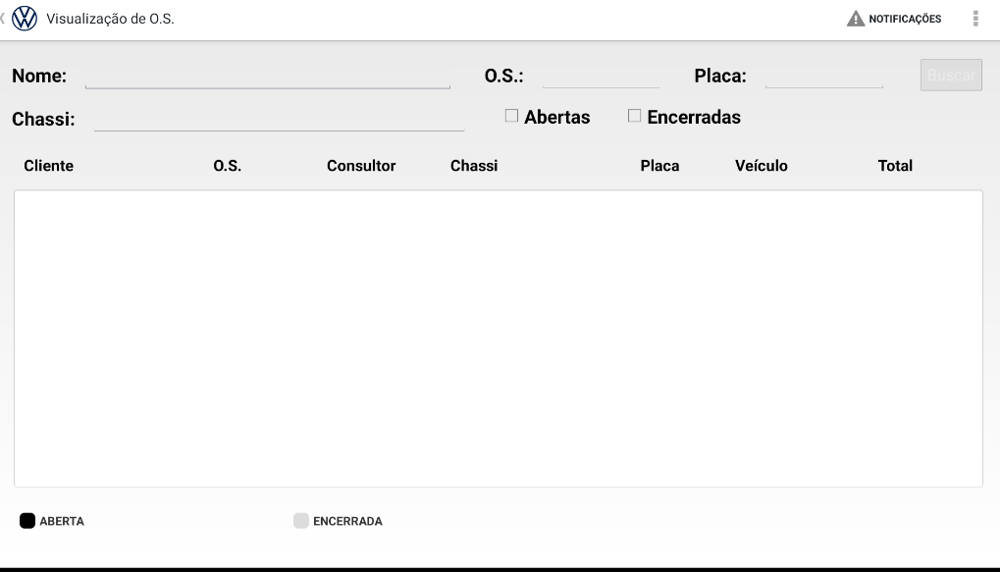 Visualização de O.S. NOTIFICAÇÕES
Nome: O.S.: Placa: Buscar
Chassi: Abertas Encerradas
Cliente O.S. Consultor Chassi Placa Veículo Total
ABERTA ENCERRADA